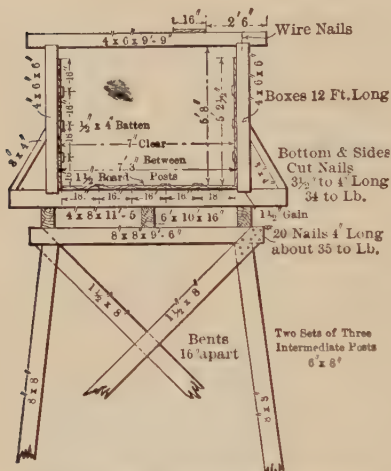 16"
2' 6"
Wire Nails
4 x 6 x 9'- 9"
4 x 6 x 6'
4 x 6 x 6'
16"
16"
16"
16"
5' 8"
5' 2½"
Boxes 12 Ft. Long
½" x 4" Batten
7' Clear
Between
7'- 3"
Posts
1½" Board
Bottom & Sides
Cut Nails
3½" to 4" Long
34 to Lb.
16" 16" 16" 16" 18"
4 x 8 x 11'- 5"
6 x 10 x 16"
1½" Gain
8" x 8" x 9'- 6"
20 Nails 4" Long
about 35 to Lb.
1½" x 8"
1½" x 8"
Bents
16' apart
Two Sets of Three
Intermediate Posts
6" x 8"
8" x 8"
8" x 8"